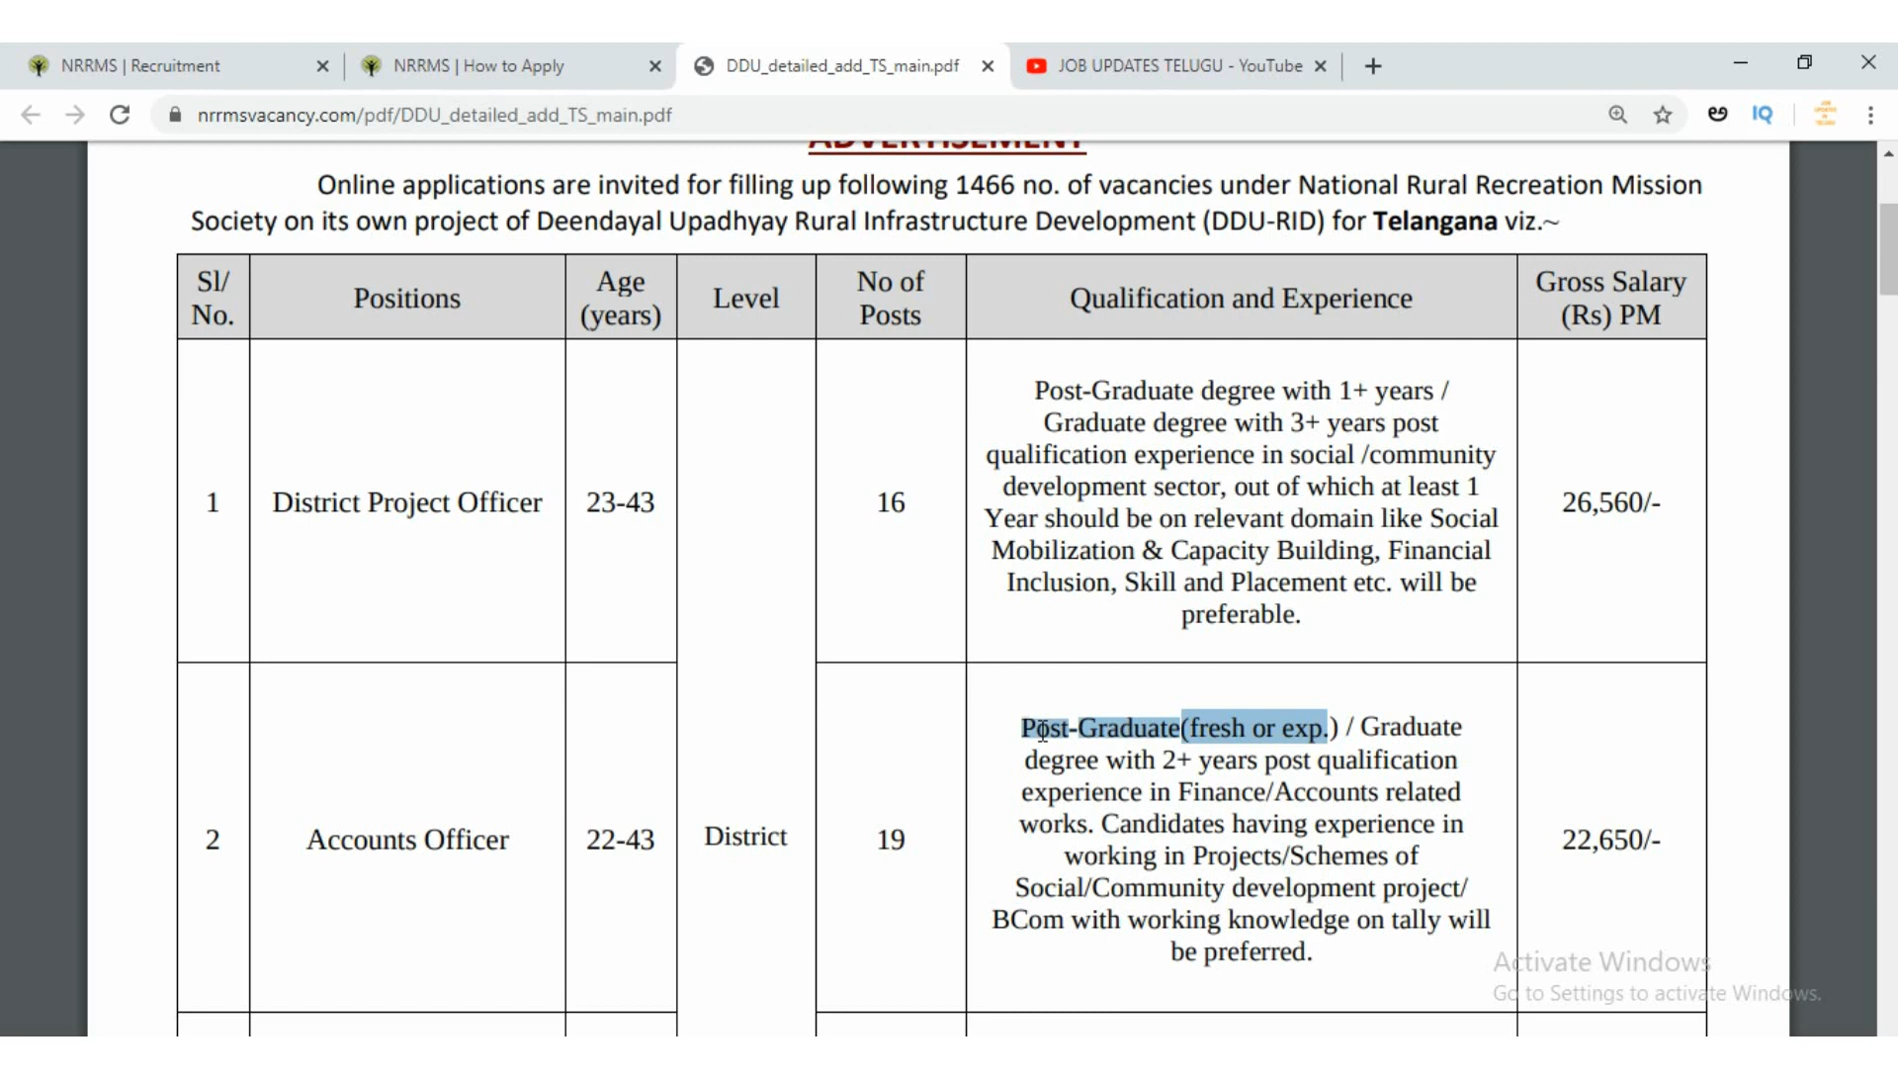 NRRMS | Recruitment
NRRMS | How to Apply
DDU_detailed_add_TS_main.pdf
JOB UPDATES TELUGU - YouTube
nrrmsvacancy.com/pdf/DDU_detailed_add_TS_main.pdf
IQ
ADVERTISEMENT
Online applications are invited for filling up following 1466 no. of vacancies under National Rural Recreation Mission
Society on its own project of Deendayal Upadhyay Rural Infrastructure Development (DDU-RID) for Telangana viz.~
Sl/
No.
Positions
Age
(years)
Level
No of
Posts
Qualification and Experience
Gross Salary
(Rs) PM
1
District Project Officer
23-43
16
Post-Graduate degree with 1+ years /
Graduate degree with 3+ years post
qualification experience in social /community
development sector, out of which at least 1
Year should be on relevant domain like Social
Mobilization & Capacity Building, Financial
Inclusion, Skill and Placement etc. will be
preferable.
26,560/-
2
Accounts Officer
22-43
District
19
Post-Graduate(fresh or exp.) / Graduate
degree with 2+ years post qualification
experience in Finance/Accounts related
works. Candidates having experience in
working in Projects/Schemes of
Social/Community development project/
BCom with working knowledge on tally will
be preferred.
22,650/-
Activate Windows
Go to Settings to activate Windows.